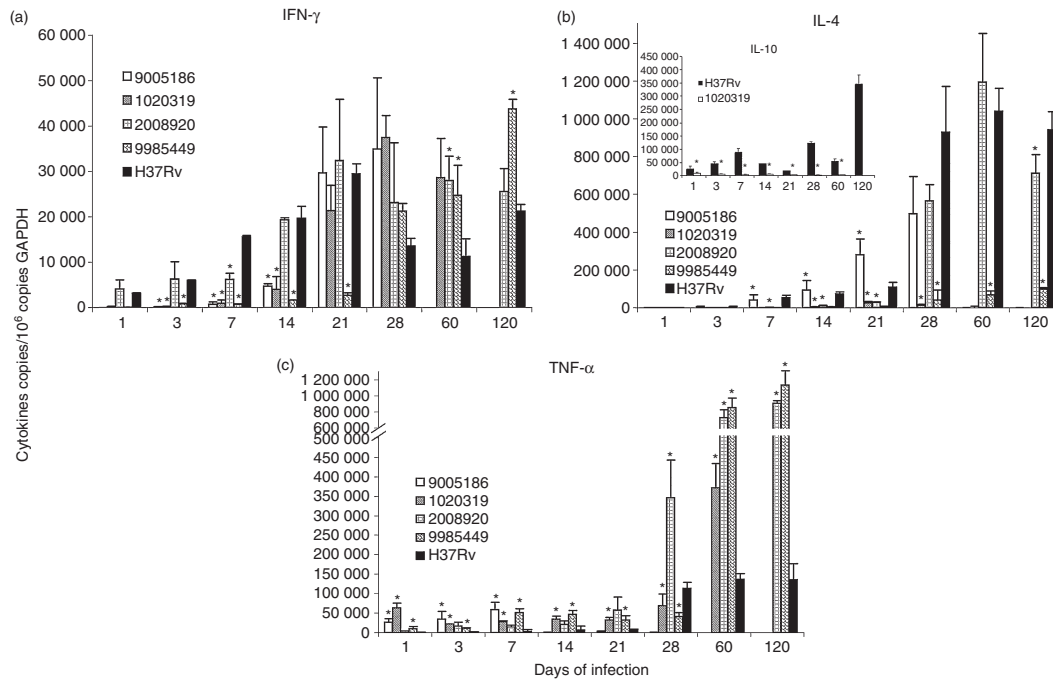 (a)
IFN-γ
60 000
50 000
40 000
30 000
20 000
10 000
0
9005186
1020319
2008920
9985449
H37Rv
* * * * * * * * * * * * * *
1 3 7 14 21 28 60 120
(b)
IL-4
1 400 000
1 200 000
1 000 000
800 000
600 000
400 000
200 000
0
IL-10
450 000
400 000
350 000
300 000
250 000
200 000
150 000
100 000
50 000
0
H37Rv
1020319
* * * * * * *
1 3 7 14 21 28 60 120
9005186
1020319
2008920
9985449
H37Rv
1 3 7 14 21 28 60 120
Cytokines copies/10⁶ copies GAPDH
(c)
TNF-α
1 200 000
1 000 000
800 000
600 000
500 000
450 000
400 000
350 000
300 000
250 000
200 000
150 000
100 000
50 000
0
9005186
1020319
2008920
9985449
H37Rv
1 3 7 14 21 28 60 120
Days of infection